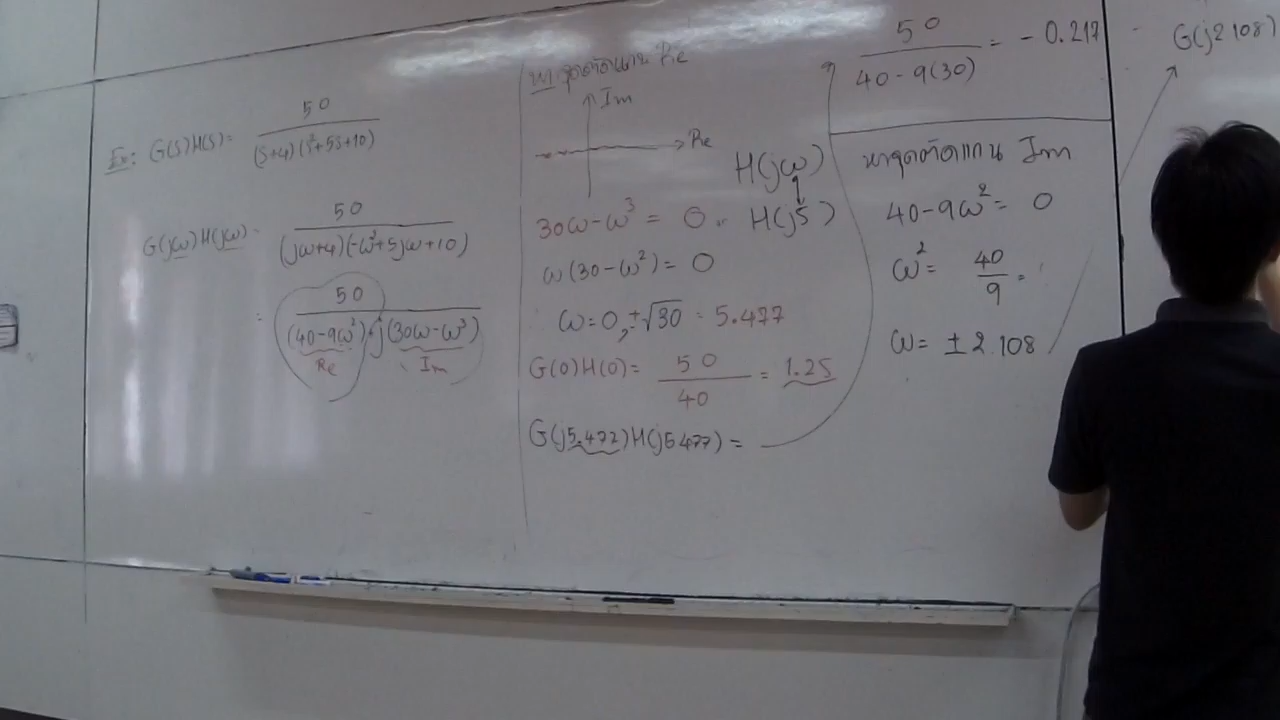 Ex: G(s)H(s) = 50 / (s+4)(s²+5s+10)
G(jω)H(jω) = 50 / (jω+4)(-ω²+5jω+10)
= 50 / (40-9ω²)+j(30ω-ω³)
Re Im
หาจุดตัดแกน Re
Im
Re
H(jω)
30ω-ω³ = 0 H(j5)
ω(30-ω²) = 0
ω = 0, ±√30 = 5.477
G(0)H(0) = 50 / 40 = 1.25
G(j5.477)H(j5477) =
50 / 40-9(30) = -0.217
หาจุดตัดแกน Im
40-9ω² = 0
ω² = 40 / 9 =
ω = ±2.108
G(j2.108)